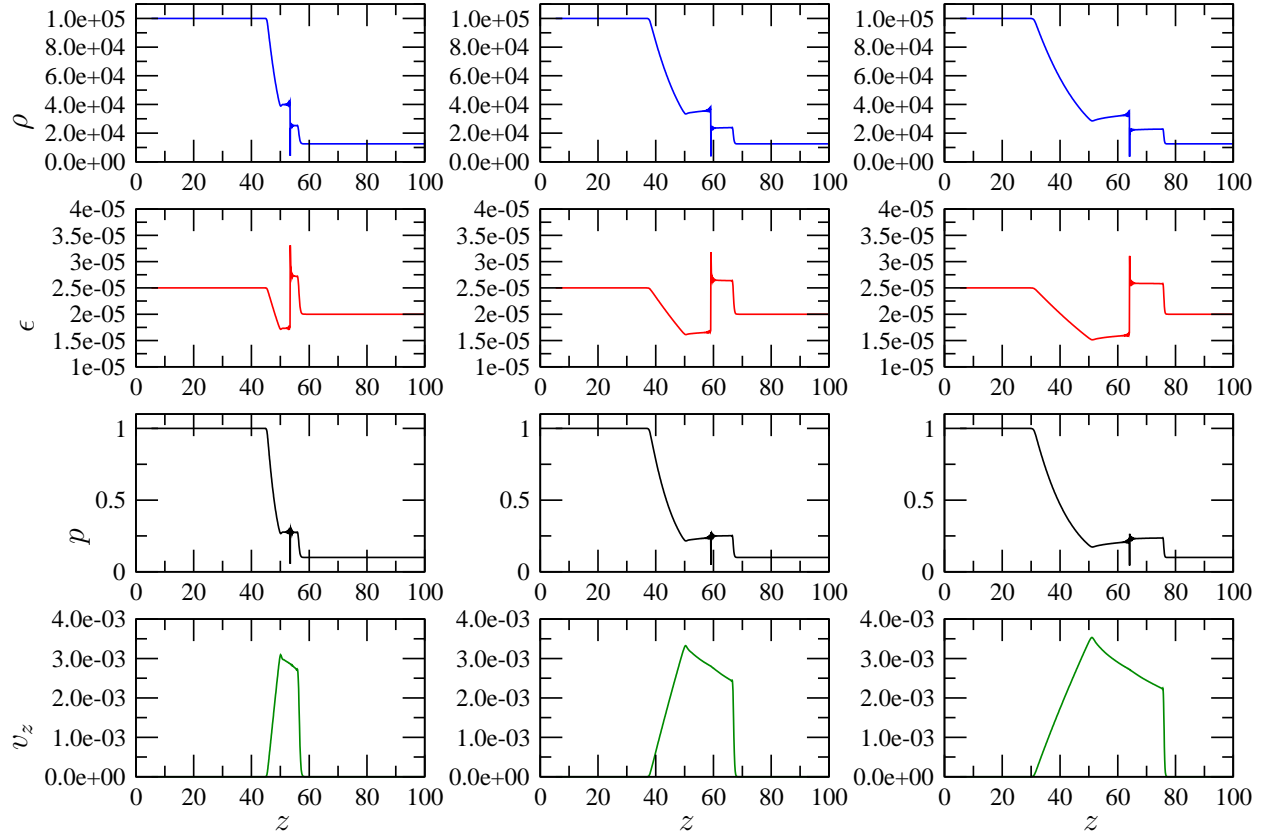 1.0e+05 1.0e+05 1.0e+05
8.0e+04 8.0e+04 8.0e+04
6.0e+04 6.0e+04 6.0e+04
ρ 4.0e+04 4.0e+04 4.0e+04
2.0e+04 2.0e+04 2.0e+04
0.0e+00 0.0e+00 0.0e+00
0 20 40 60 80 100 0 20 40 60 80 100 0 20 40 60 80 100
4e-05 4e-05 4e-05
3.5e-05 3.5e-05 3.5e-05
3e-05 3e-05 3e-05
2.5e-05 2.5e-05 2.5e-05
ϵ 2e-05 2e-05 2e-05
1.5e-05 1.5e-05 1.5e-05
1e-05 1e-05 1e-05
0 20 40 60 80 100 0 20 40 60 80 100 0 20 40 60 80 100
1 1 1
p 0.5 0.5 0.5
0 0 0
0 20 40 60 80 100 0 20 40 60 80 100 0 20 40 60 80 100
4.0e-03 4.0e-03 4.0e-03
3.0e-03 3.0e-03 3.0e-03
v_z 2.0e-03 2.0e-03 2.0e-03
1.0e-03 1.0e-03 1.0e-03
0.0e+00 0.0e+00 0.0e+00
0 20 40 60 80 100 0 20 40 60 80 100 0 20 40 60 80 100
z z z